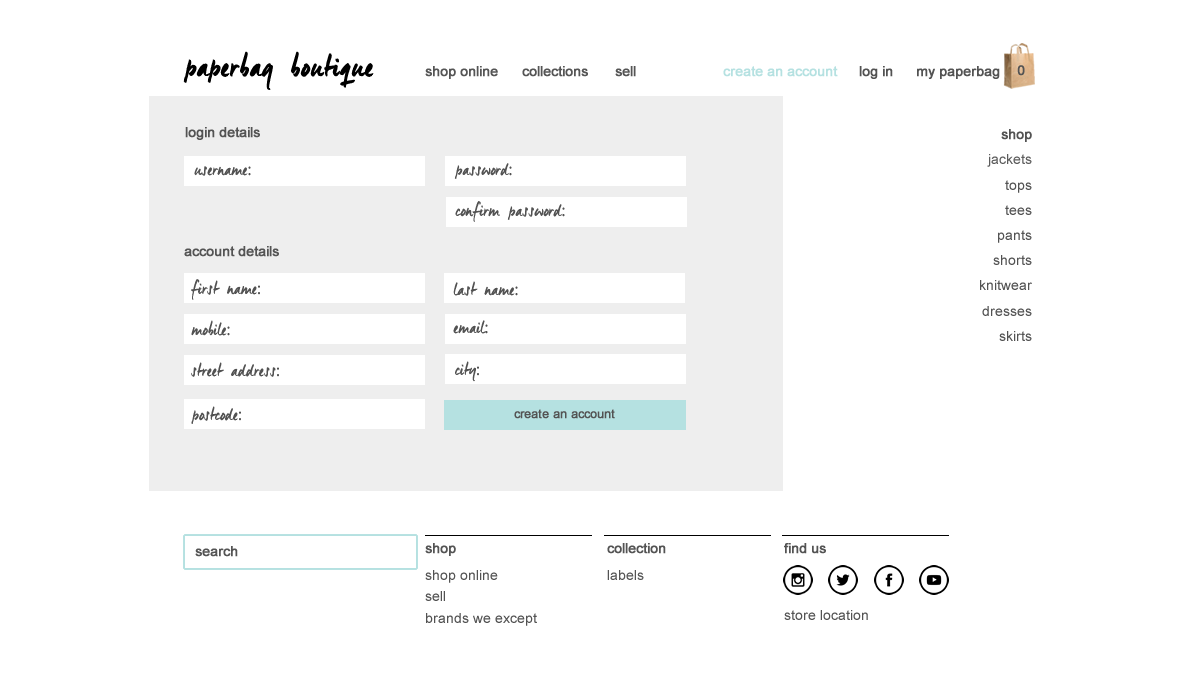 paperbag boutique
shop online collections sell create an account log in my paperbag 0
login details
username: password:
confirm password:
account details
first name: last name:
mobile: email:
street address: city:
postcode: create an account
shop
jackets
tops
tees
pants
shorts
knitwear
dresses
skirts
search
shop
shop online
sell
brands we except
collection
labels
find us
store location